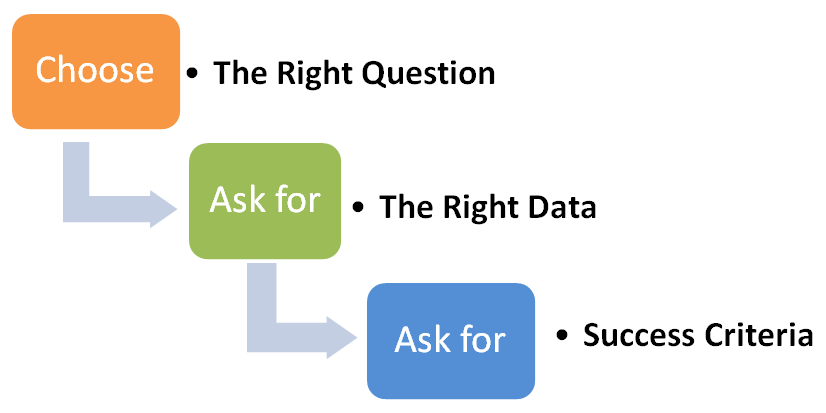 Choose • The Right Question
Ask for • The Right Data
Ask for • Success Criteria